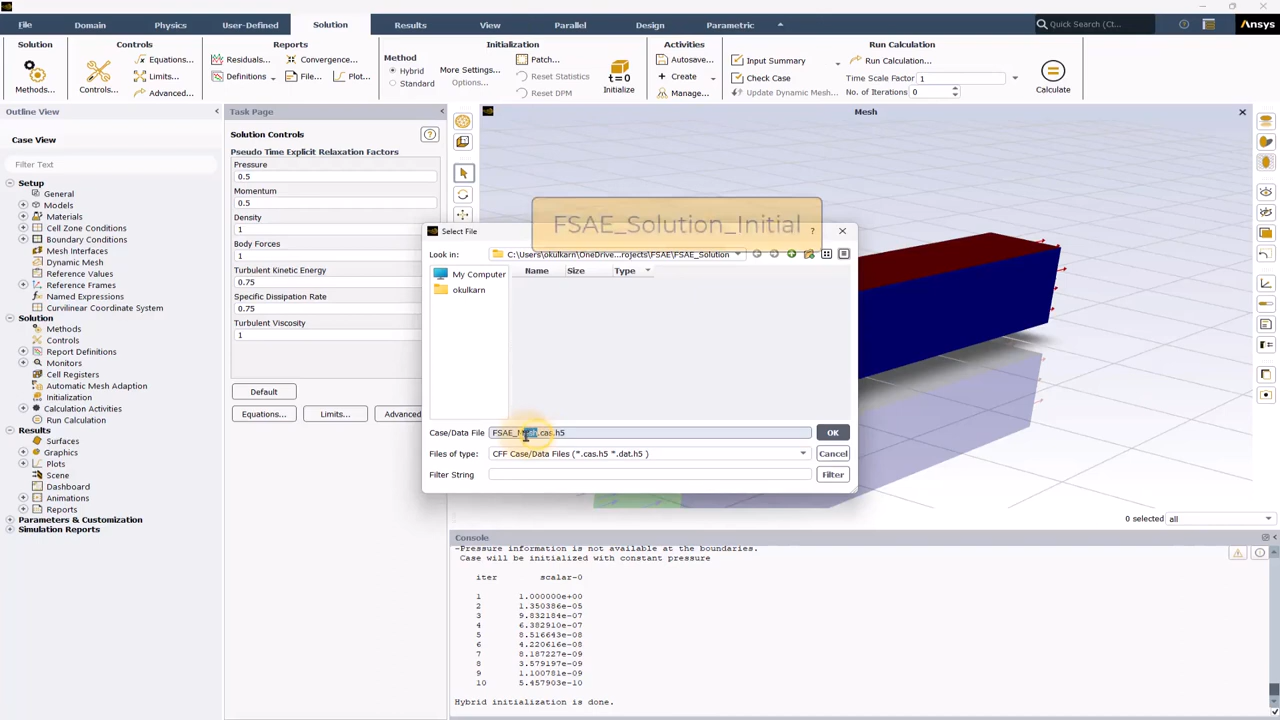 File Domain Physics User-Defined Solution Results View Parallel Design Parametric Quick Search (Ct... Ansys
Solution Controls Reports Initialization Activities Run Calculation
Methods...
Controls...
Equations...
Limits...
Advanced...
Residuals... Convergence...
Definitions File... Plot...
Method
Hybrid
Standard
More Settings...
Options...
Patch...
Reset Statistics
Reset DPM
t=0
Initialize
Autosave...
Create
Manage...
Input Summary
Check Case
Update Dynamic Mesh...
Run Calculation...
Time Scale Factor 1
No. of Iterations 0
Calculate
Outline View
Case View
Filter Text
Setup
General
Models
Materials
Cell Zone Conditions
Boundary Conditions
Mesh Interfaces
Dynamic Mesh
Reference Values
Reference Frames
Named Expressions
Curvilinear Coordinate System
Solution
Methods
Controls
Report Definitions
Monitors
Cell Registers
Automatic Mesh Adaption
Initialization
Calculation Activities
Run Calculation
Results
Surfaces
Graphics
Plots
Scene
Dashboard
Animations
Reports
Parameters & Customization
Simulation Reports
Task Page
Solution Controls
Pseudo Time Explicit Relaxation Factors
Pressure
0.5
Momentum
0.5
Density
1
Body Forces
1
Turbulent Kinetic Energy
0.75
Specific Dissipation Rate
0.75
Turbulent Viscosity
1
Default
Equations... Limits... Advanced
Mesh
FSAE_Solution_Initial
Select File
Look in: C:\Users\okulkarn\OneDrive...rojects\FSAE\FSAE_Solution
My Computer
okulkarn
Name Size Type
Case/Data File FSAE_Mesh.cas.h5 OK
Files of type: CFF Case/Data Files (*.cas.h5 *.dat.h5 ) Cancel
Filter String Filter
0 selected all
Console
-Pressure information is not available at the boundaries.
Case will be initialized with constant pressure
iter scalar-0
1 1.000000e+00
2 1.350386e-05
3 9.832184e-07
4 6.382910e-07
5 8.516643e-08
6 4.220616e-08
7 8.187227e-09
8 3.579197e-09
9 1.100781e-09
10 5.457903e-10
Hybrid initialization is done.